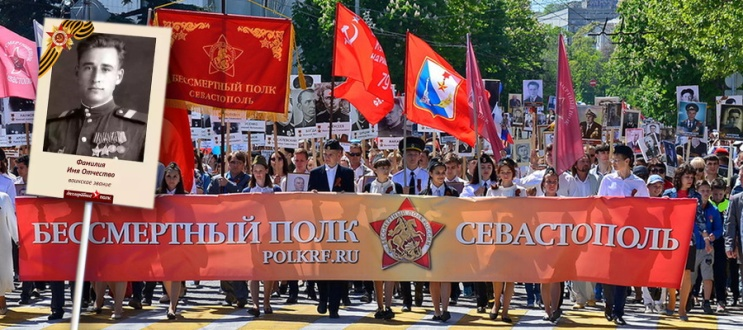 Фамилия
Имя Отчество
воинское звание
БЕССМЕРТНЫЙ ПОЛК
СЕВАСТОПОЛЬ
БЕССМЕРТНЫЙ ПОЛК
POLKRF.RU
СЕВАСТОПОЛЬ